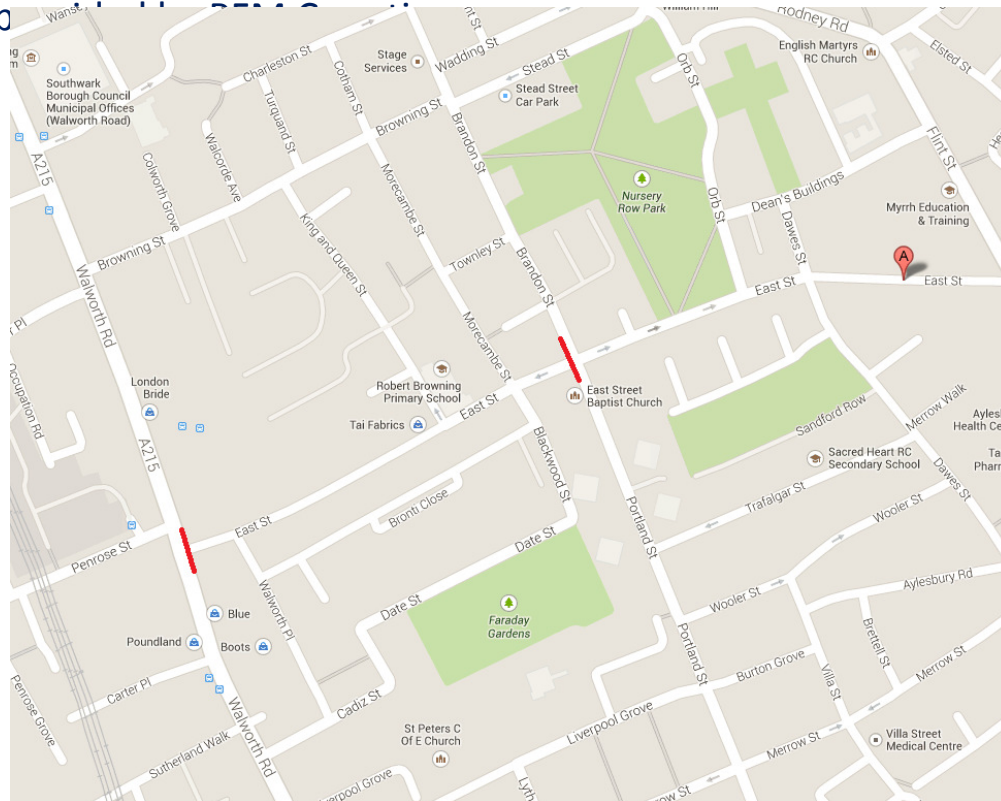 Wansey
Charleston St
Stage
Services
Wadding St
Stead St
William Hill
Rodney Rd
English Martyrs
RC Church
Elsted St
Southwark
Borough Council
Municipal Offices
(Walworth Road)
Cotham St
Turquand St
Browning St
Stead Street
Car Park
Orb St
Flint St
A215
Colworth Grove
Walcorde Ave
Brandon St
Morecambe St
Nursery
Row Park
Orb St
Dean's Buildings
Myrrh Education
& Training
Browning St
King and Queen St
Townley St
Brandon St
Dawes St
A
East St
East St
Walworth Rd
Morecambe St
London
Bride
Robert Browning
Primary School
East St
East Street
Baptist Church
Occupation Rd
Tai Fabrics
Sandford Row
Merrow Walk
A215
Blackwood St
Sacred Heart RC
Secondary School
Dawes St
Bronti Close
Portland St
Trafalgar St
Wooler St
East St
Date St
Penrose St
Walworth Pl
Aylesbury Rd
Date St
Wooler St
Blue
Faraday
Gardens
Poundland
Boots
Portland St
Brettell St
Merrow St
Carter Pl
Burton Grove
Villa St
Penrose Grove
Cadiz St
Walworth Rd
Liverpool Grove
St Peters C
Of E Church
Sutherland Walk
Merrow St
Villa Street
Medical Centre
Merrow St